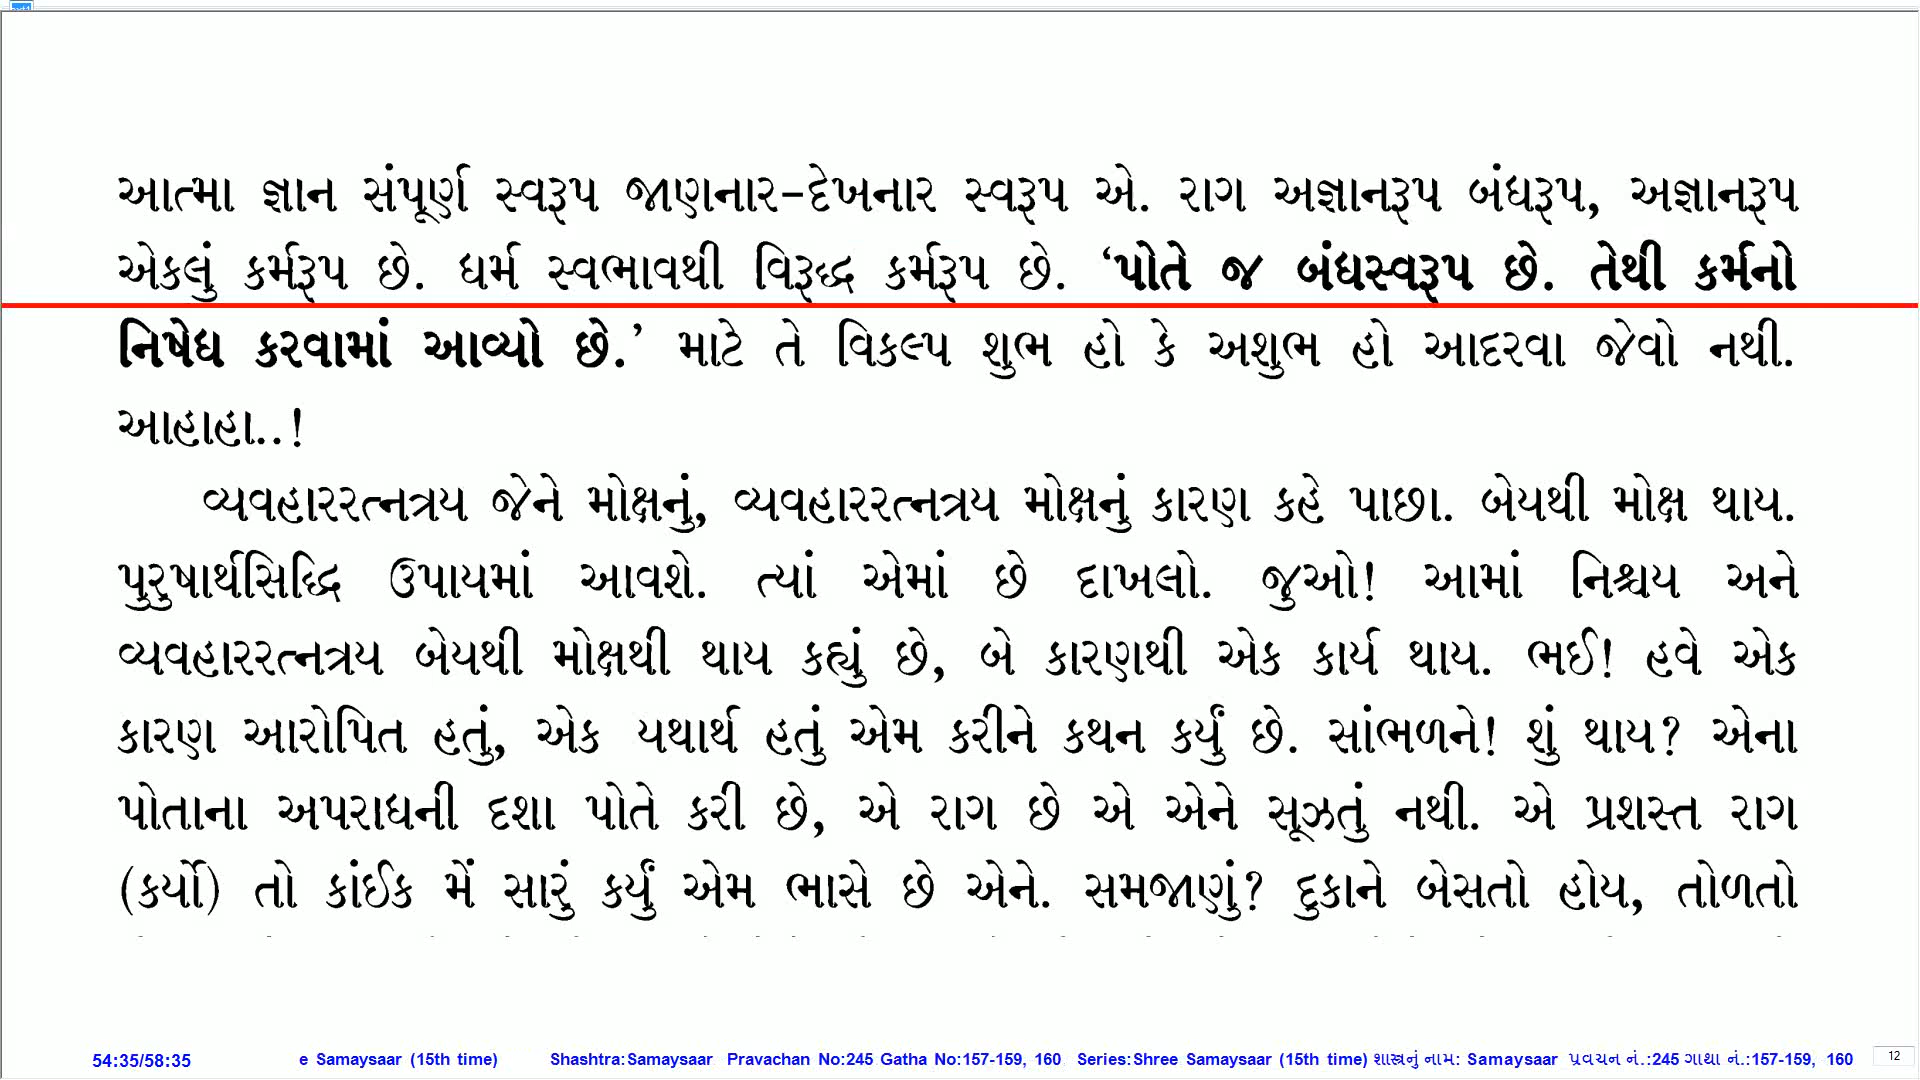 આત્મા જ્ઞાન સંપૂર્ણ સ્વરૂપ જાણનાર-દેખનાર સ્વરૂપ એ. રાગ અજ્ઞાનરૂપ બંધરૂપ, અજ્ઞાનરૂપ
એકલું કર્મરૂપ છે. ધર્મ સ્વભાવથી વિરૂદ્ધ કર્મરૂપ છે. ‘પોતે જ બંધસ્વરૂપ છે. તેથી કર્મનો
નિષેધ કરવામાં આવ્યો છે.’ માટે તે વિકલ્પ શુભ હો કે અશુભ હો આદરવા જેવો નથી.
આહાહા..!
વ્યવહારરત્નત્રય જેને મોક્ષનું, વ્યવહારરત્નત્રય મોક્ષનું કારણ કહે પાછા. બેયથી મોક્ષ થાય.
પુરુષાર્થસિદ્ધિ ઉપાયમાં આવશે. ત્યાં એમાં છે દાખલો. જુઓ! આમાં નિશ્ચય અને
વ્યવહારરત્નત્રય બેયથી મોક્ષથી થાય કહ્યું છે, બે કારણથી એક કાર્ય થાય. ભઈ! હવે એક
કારણ આરોપિત હતું, એક યથાર્થ હતું એમ કરીને કથન કર્યું છે. સાંભળને! શું થાય? એના
પોતાના અપરાધની દશા પોતે કરી છે, એ રાગ છે એ એને સૂઝતું નથી. એ પ્રશસ્ત રાગ
(કર્યો) તો કાંઈક મેં સારું કર્યું એમ ભાસે છે એને. સમજાણું? દુકાને બેસતો હોય, તોળતો
54:35/58:35 e Samaysaar (15th time) Shashtra:Samaysaar Pravachan No:245 Gatha No:157-159, 160 Series:Shree Samaysaar (15th time) શાસ્ત્રનું નામ: Samaysaar પ્રવચન નં.:245 ગાથા નં.:157-159, 160 12